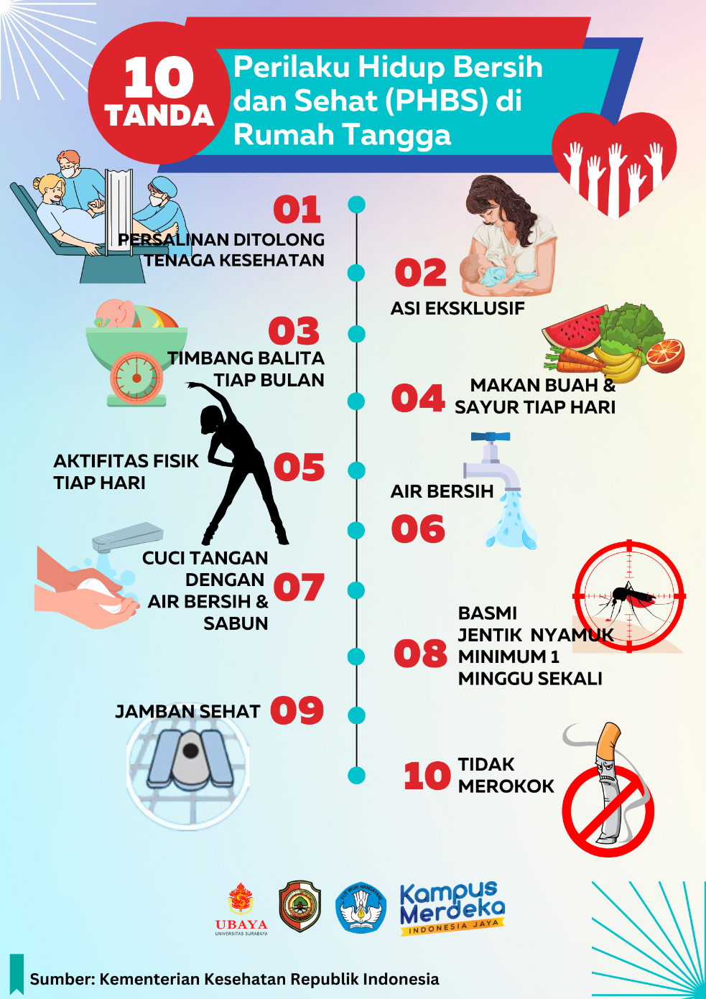 10
TANDA
Perilaku Hidup Bersih
dan Sehat (PHBS) di
Rumah Tangga
01
PERSALINAN DITOLONG
TENAGA KESEHATAN
02
ASI EKSKLUSIF
03
TIMBANG BALITA
TIAP BULAN
04
MAKAN BUAH &
SAYUR TIAP HARI
05
AKTIFITAS FISIK
TIAP HARI
AIR BERSIH
06
07
CUCI TANGAN
DENGAN
AIR BERSIH &
SABUN
08
BASMI
JENTIK  NYAMUK
MINIMUM 1
MINGGU SEKALI
JAMBAN SEHAT
09
10
TIDAK
MEROKOK
UBAYA
UNIVERSITAS SURABAYA
TUT WURI HANDAYANI
Kampus
Merdeka
INDONESIA JAYA
Sumber: Kementerian Kesehatan Republik Indonesia